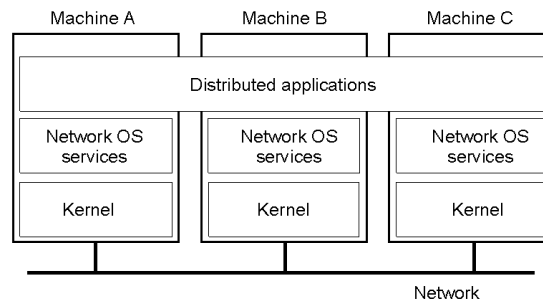 Machine A
Machine B
Machine C
Distributed applications
Network OS
services
Network OS
services
Network OS
services
Kernel
Kernel
Kernel
Network